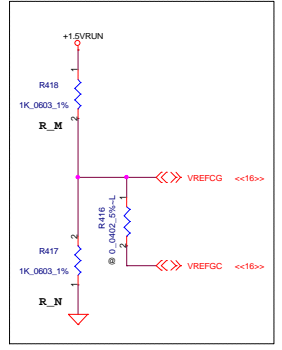 +1.5VRUN
1
R418
1K_0603_1%
2
R_M
VREFCG <<16>>
1
R416
@ 0_0402_5%~L
2
2
R417
1K_0603_1%
VREFGC <<16>>
1
R_N